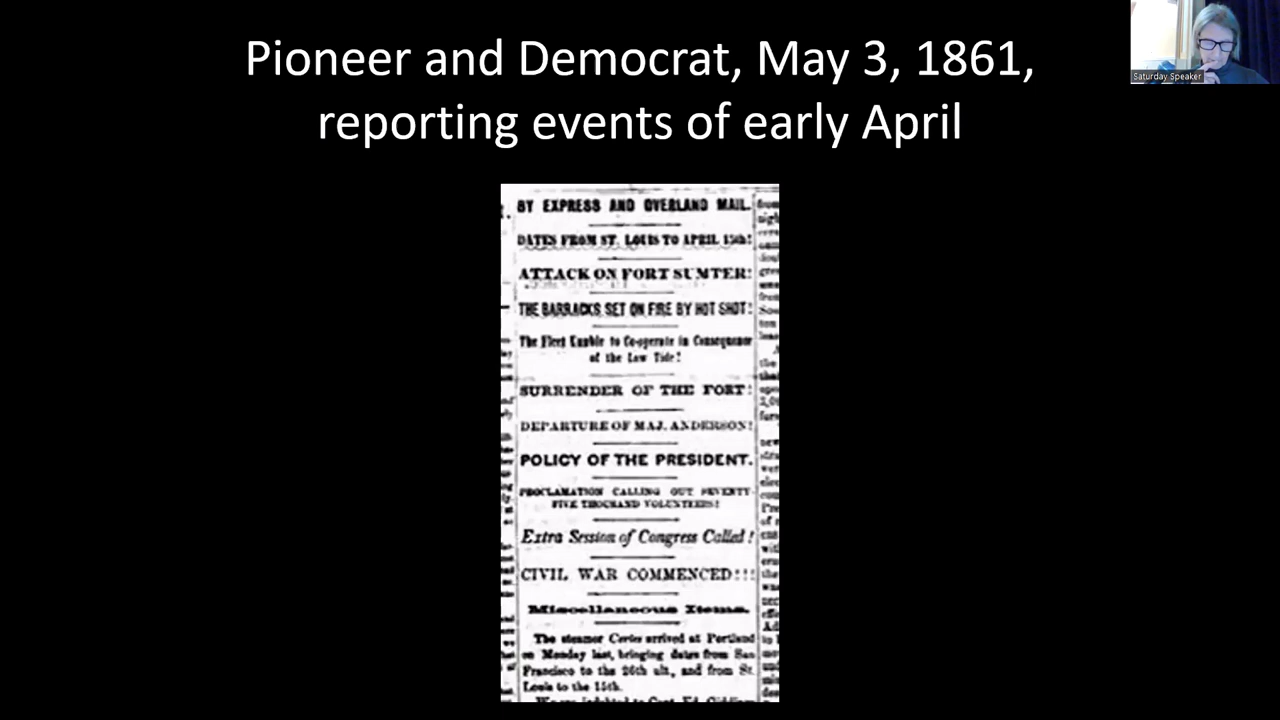 Pioneer and Democrat, May 3, 1861,
reporting events of early April
Saturday Speaker
BY EXPRESS AND OVERLAND MAIL.
DATES FROM ST. LOUIS TO APRIL 15th!
ATTACK ON FORT SUMTER!
THE BARRACKS SET ON FIRE BY HOT SHOT!
The Fleet Unable to Co-operate in Consequence
of the Low Tide!
SURRENDER OF THE FORT!
DEPARTURE OF MAJ. ANDERSON!
POLICY OF THE PRESIDENT.
PROCLAMATION CALLING OUT SEVENTY-
FIVE THOUSAND VOLUNTEERS!
Extra Session of Congress Called!
CIVIL WAR COMMENCED!!!
Miscellaneous Items.
The steamer Cortes arrived at Portland
on Monday last, bringing dates from San
Francisco to the 26th ult., and from St.
Louis to the 15th.